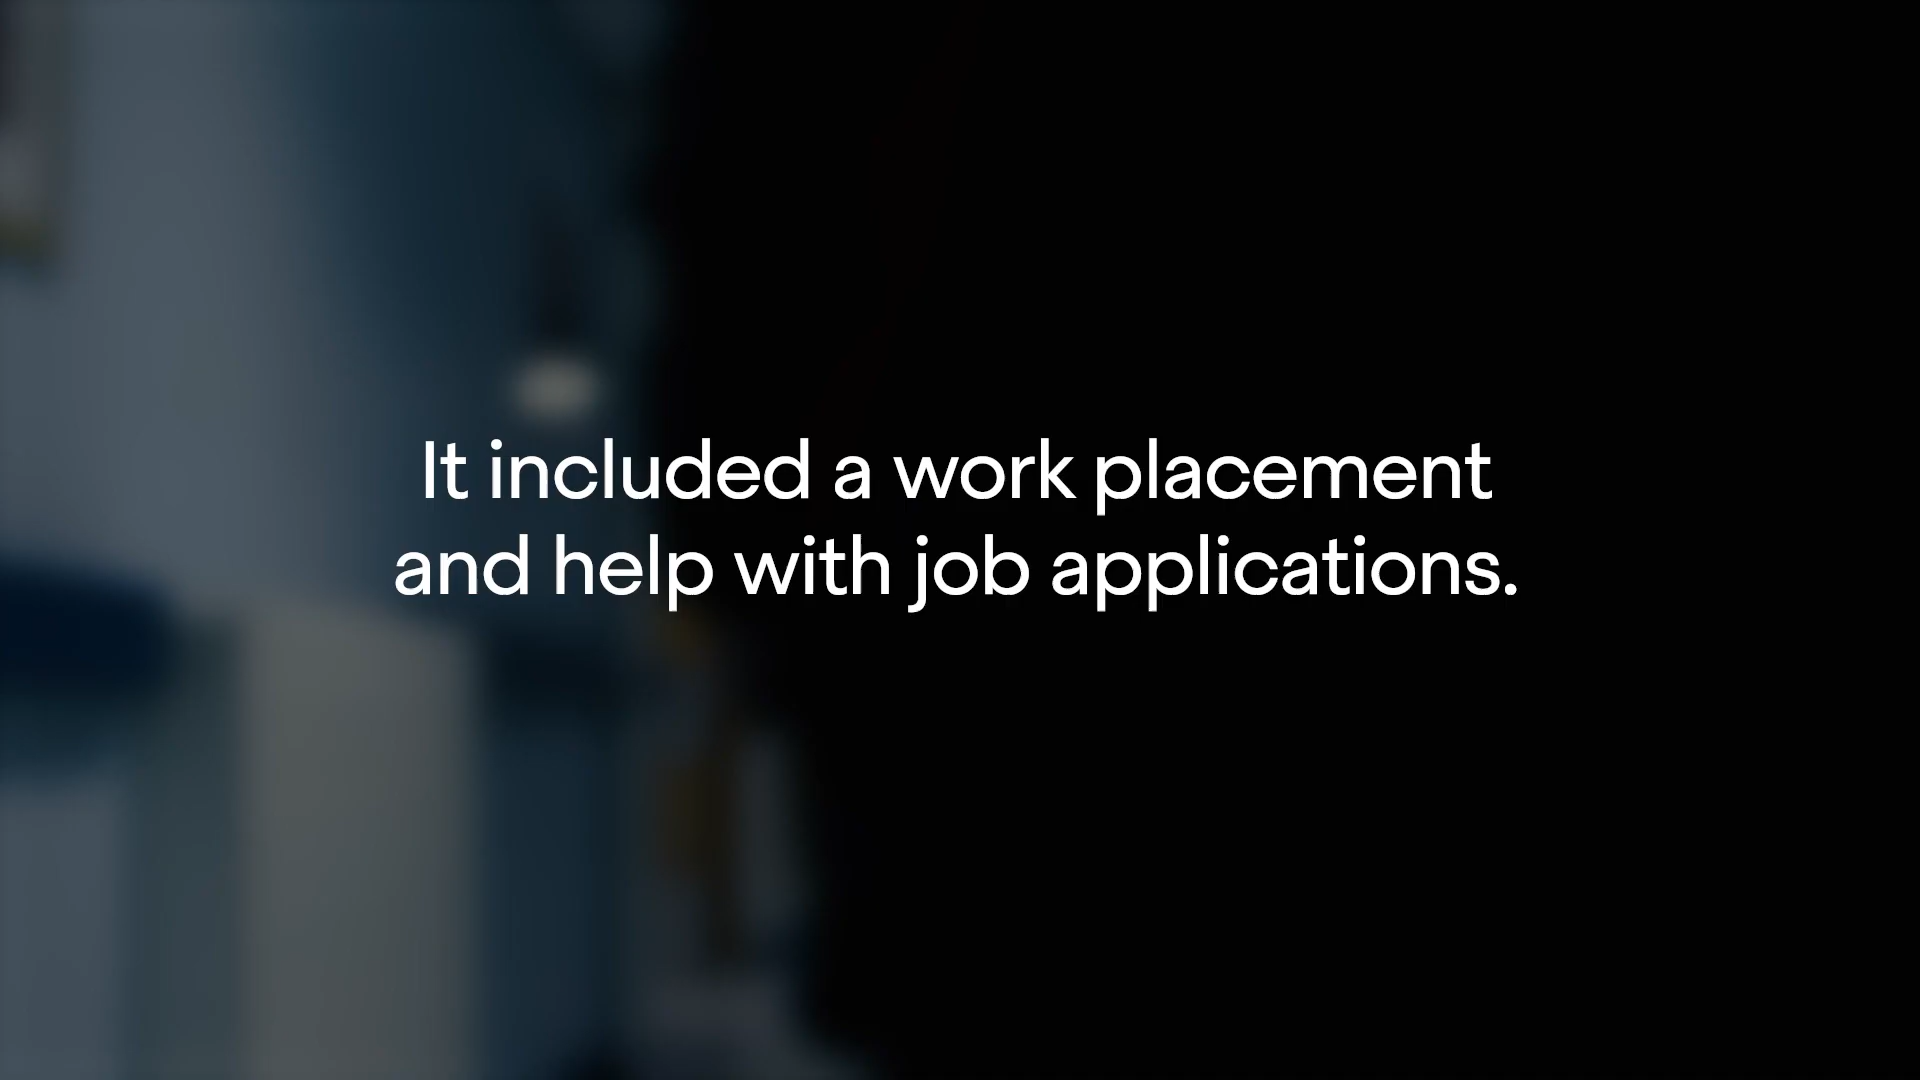 It included a work placement
and help with job applications.